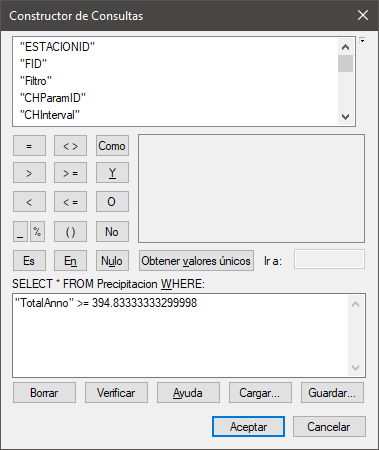 Constructor de Consultas
"ESTACIONID"
"FID"
"Filtro"
"CHParamID"
"CHInterval"
= < > Como
> > = Y
< < = O
_ % ( ) No
Es En Nulo Obtener valores únicos Ir a:
SELECT * FROM Precipitacion WHERE:
"TotalAnno" >= 394.83333333299998
Borrar Verificar Ayuda Cargar... Guardar...
Aceptar Cancelar